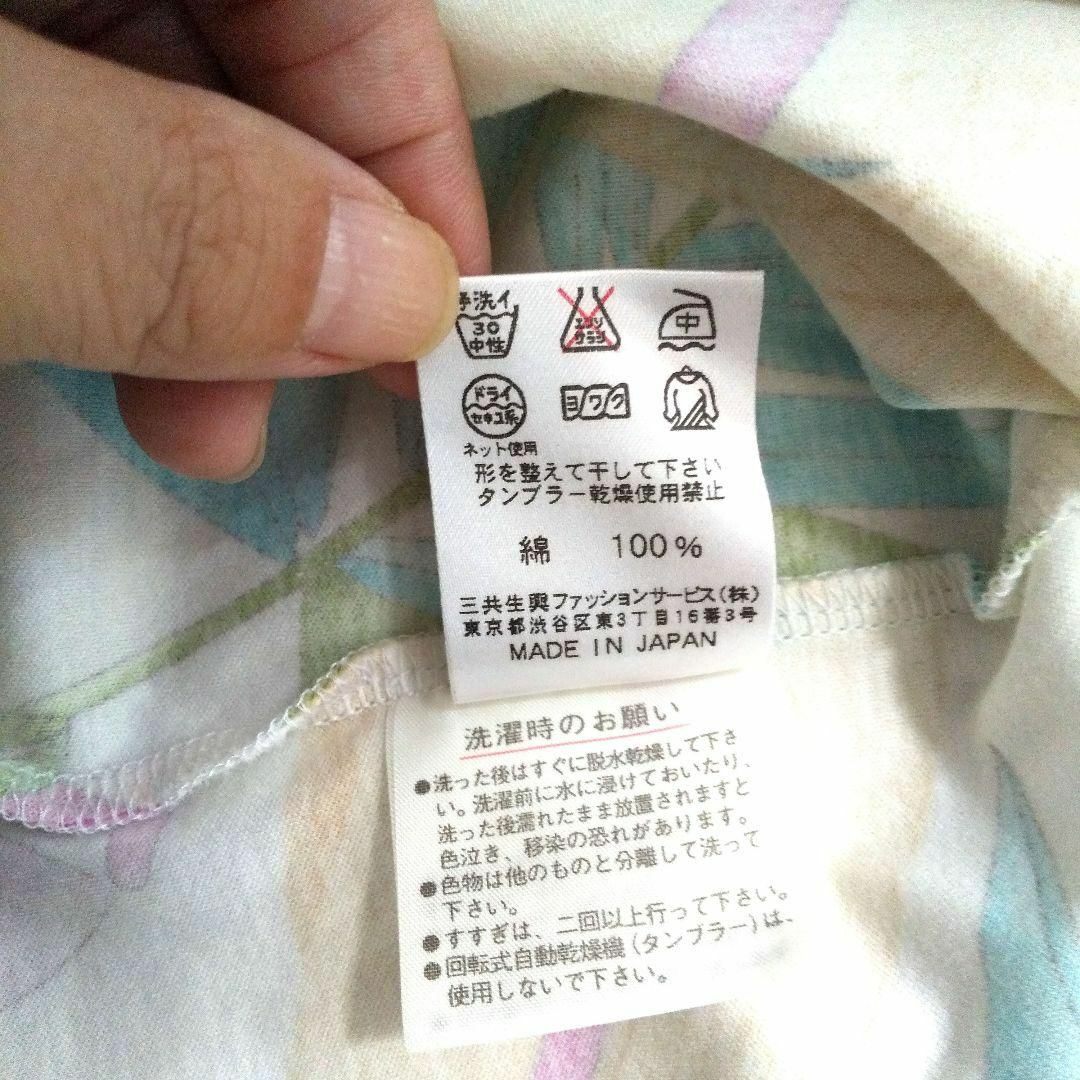 手洗イ
30
中性
エンソ
サラシ
中
ドライ
セキユ系
ヨワク
ネット使用
形を整えて干して下さい
タンブラー乾燥使用禁止
綿 100%
三共生興ファッションサービス(株)
東京都渋谷区東3丁目16番3号
MADE IN JAPAN
洗濯時のお願い
●洗った後はすぐに脱水乾燥して下さ
い。洗濯前に水に浸けておいたり、
洗った後濡れたまま放置されますと
色泣き、移染の恐れがあります。
●色物は他のものと分離して洗って
下さい。
●すすぎは、二回以上行って下さい。
●回転式自動乾燥機(タンブラー)は、
使用しないで下さい。